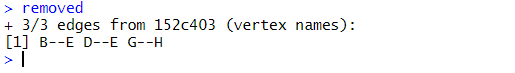 > removed
+ 3/3 edges from 152c403 (vertex names):
[1] B--E D--E G--H
>